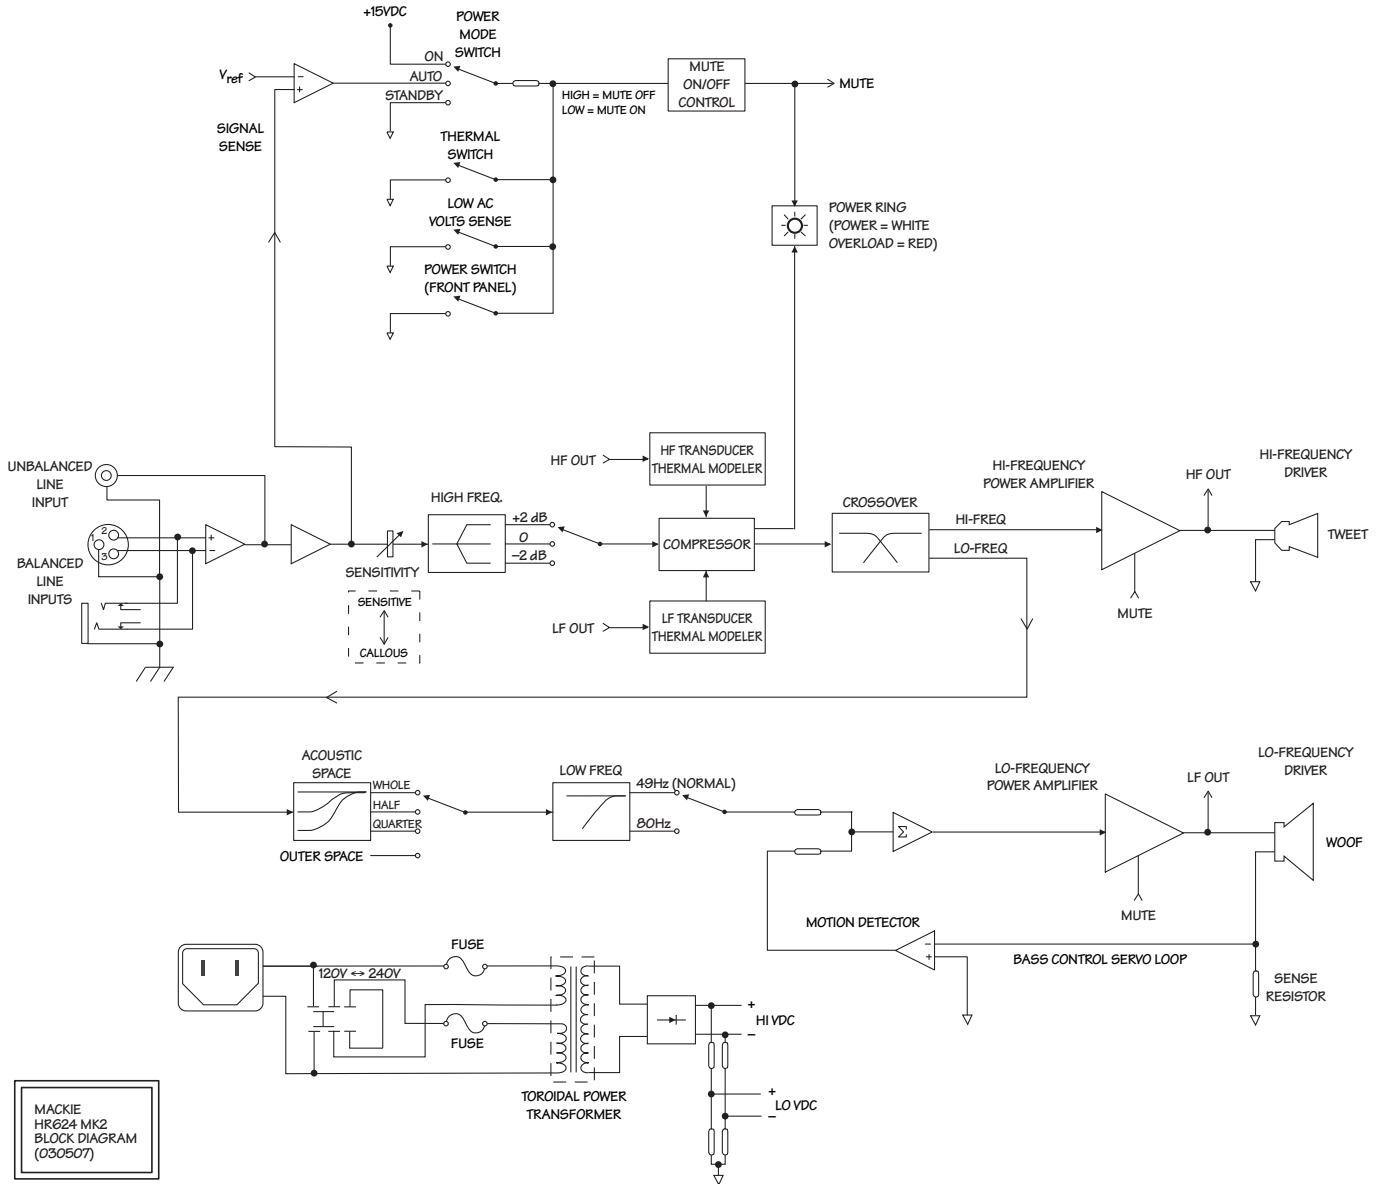 +15VDC
POWER
MODE
SWITCH
ON
AUTO
STANDBY
Vref
−
+
SIGNAL
SENSE
HIGH = MUTE OFF
LOW = MUTE ON
MUTE
ON/OFF
CONTROL
MUTE
THERMAL
SWITCH
LOW AC
VOLTS SENSE
POWER SWITCH
(FRONT PANEL)
POWER RING
(POWER = WHITE
OVERLOAD = RED)
UNBALANCED
LINE
INPUT
BALANCED
LINE
INPUTS
1
2
3
+
−
SENSITIVITY
SENSITIVE
CALLOUS
HIGH FREQ.
+2 dB
0
−2 dB
HF OUT
HF TRANSDUCER
THERMAL MODELER
COMPRESSOR
LF OUT
LF TRANSDUCER
THERMAL MODELER
CROSSOVER
HI-FREQ
LO-FREQ
HI-FREQUENCY
POWER AMPLIFIER
MUTE
HF OUT
HI-FREQUENCY
DRIVER
TWEET
ACOUSTIC
SPACE
WHOLE
HALF
QUARTER
OUTER SPACE
LOW FREQ
49Hz (NORMAL)
80Hz
Σ
LO-FREQUENCY
POWER AMPLIFIER
MUTE
LF OUT
LO-FREQUENCY
DRIVER
WOOF
MOTION DETECTOR
−
+
BASS CONTROL SERVO LOOP
SENSE
RESISTOR
120V ↔ 240V
FUSE
FUSE
TOROIDAL POWER
TRANSFORMER
+
HI VDC
−
+
LO VDC
−
MACKIE
HR624 MK2
BLOCK DIAGRAM
(030507)